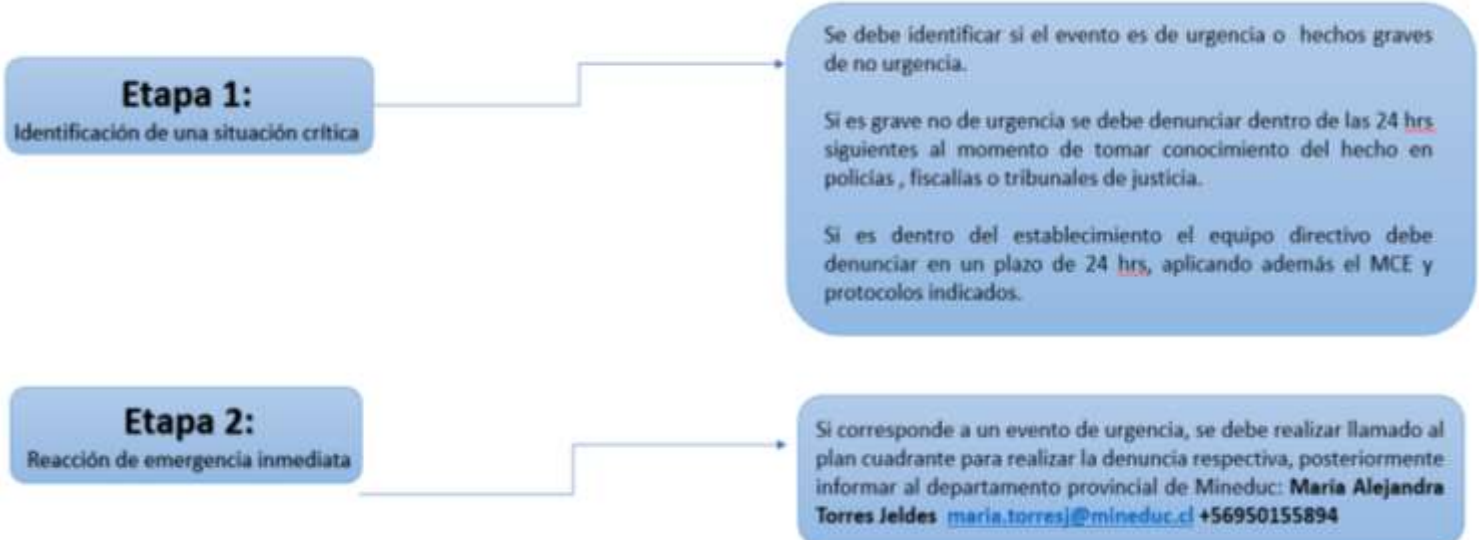 Etapa 1:
Identificación de una situación crítica
Se debe identificar si el evento es de urgencia o hechos graves
de no urgencia.
Si es grave no de urgencia se debe denunciar dentro de las 24 hrs
siguientes al momento de tomar conocimiento del hecho en
policías , fiscalías o tribunales de justicia.
Si es dentro del establecimiento el equipo directivo debe
denunciar en un plazo de 24 hrs, aplicando además el MCE y
protocolos indicados.
Etapa 2:
Reacción de emergencia inmediata
Si corresponde a un evento de urgencia, se debe realizar llamado al
plan cuadrante para realizar la denuncia respectiva, posteriormente
informar al departamento provincial de Mineduc: María Alejandra
Torres Jeldes maria.torresj@mineduc.cl +56950155894